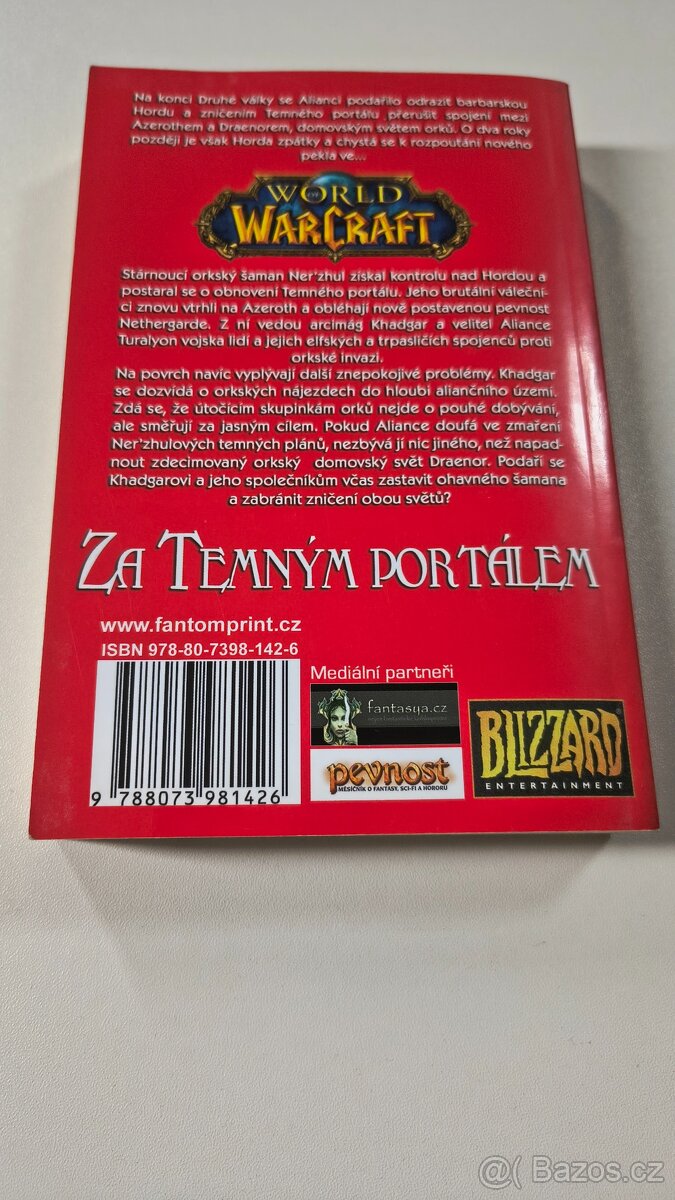 Na konci Druhé války se Alianci podařilo odrazit barbarskou
Hordu a zničením Temného portálu přerušit spojení mezi
Azerothem a Draenorem, domovským světem orků. O dva roky
později je však Horda zpátky a chystá se k rozpoutání nového
pekla ve...
WORLD
OF
WARCRAFT
Stárnoucí orkský šaman Ner'zhul získal kontrolu nad Hordou a
postaral se o obnovení Temného portálu. Jeho brutální váleční-
ci znovu vtrhli na Azeroth a obléhají nově postavenou pevnost
Nethergarde. Z ní vedou arcimág Khadgar a velitel Aliance
Turalyon vojska lidí a jejich elfských a trpasličích spojenců proti
orkské invazi.
Na povrch navíc vyplývají další znepokojivé problémy. Khadgar
se dozvídá o orkských nájezdech do hloubi aliančního území.
Zdá se, že útočícím skupinkám orků nejde o pouhé dobývání,
ale směřují za jasným cílem. Pokud Aliance doufá ve zmaření
Ner'zhulových temných plánů, nezbývá jí nic jiného, než napad-
nout zdecimovaný orkský domovský svět Draenor. Podaří se
Khadgarovi a jeho společníkům včas zastavit ohavného šamana
a zabránit zničení obou světů?
ZA TEMNÝM PORTÁLEM
www.fantomprint.cz
ISBN 978-80-7398-142-6
Mediální partneři
fantasya.cz
pevnost
MĚSÍČNÍK O FANTASY, SCI-FI A HORORU
BLIZZARD
ENTERTAINMENT
9 788073 981426
@( Bazos.cz